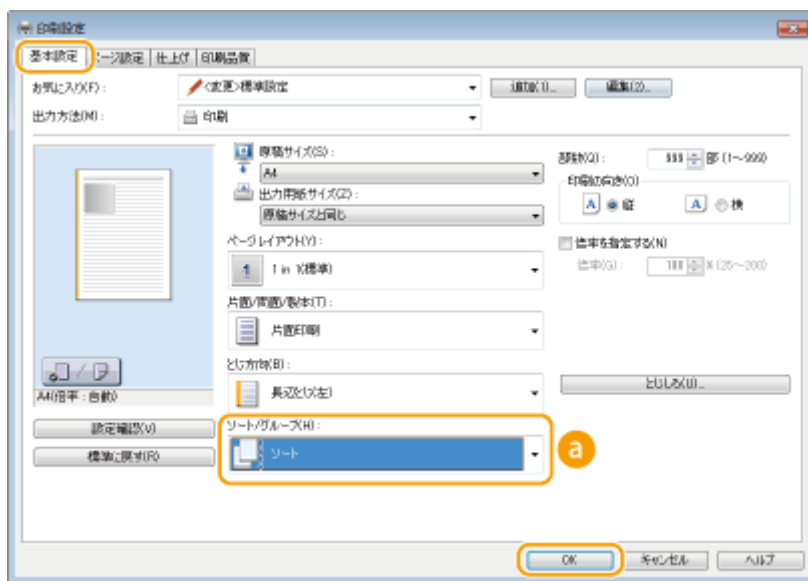 印刷設定
基本設定 ページ設定 仕上げ 印刷品質
お気に入り(F): <変更>標準設定 追加(1)... 編集(2)...
出力方法(M): 印刷
原稿サイズ(S):
A4
出力用紙サイズ(Z):
原稿サイズと同じ
部数(Q): 部 (1～999)
印刷の向き(O)
A 縦 A 横
ページレイアウト(Y):
1 1 in 1(標準)
倍率を指定する(N)
倍率(G): % (25～200)
片面/両面/製本(T):
片面印刷
とじ方向(B):
長辺とじ(左)
とじしろ(U)...
A4(倍率:自動)
設定確認(V)
標準に戻す(R)
ソート/グループ(H):
ソート
a
OK キャンセル ヘルプ